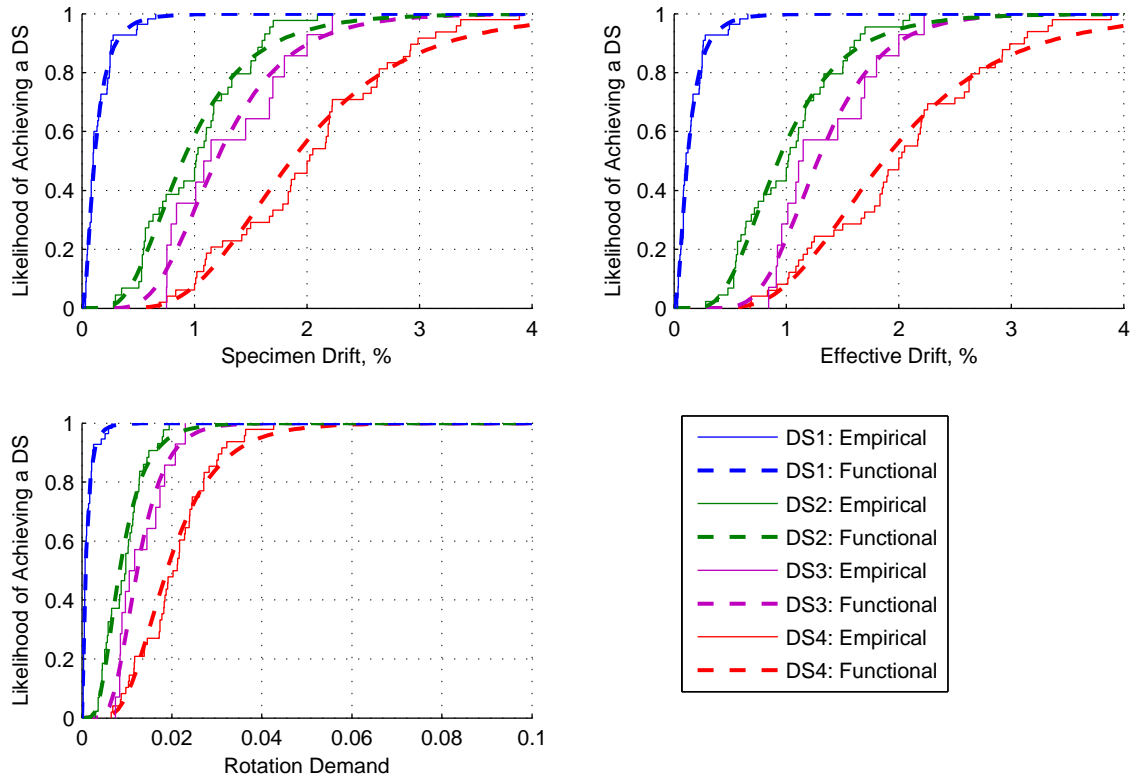 Likelihood of Achieving a DS
1
0.8
0.6
0.4
0.2
0
0 1 2 3 4
Specimen Drift, %
Likelihood of Achieving a DS
1
0.8
0.6
0.4
0.2
0
0 1 2 3 4
Effective Drift, %
Likelihood of Achieving a DS
1
0.8
0.6
0.4
0.2
0
0 0.02 0.04 0.06 0.08 0.1
Rotation Demand
DS1: Empirical
DS1: Functional
DS2: Empirical
DS2: Functional
DS3: Empirical
DS3: Functional
DS4: Empirical
DS4: Functional